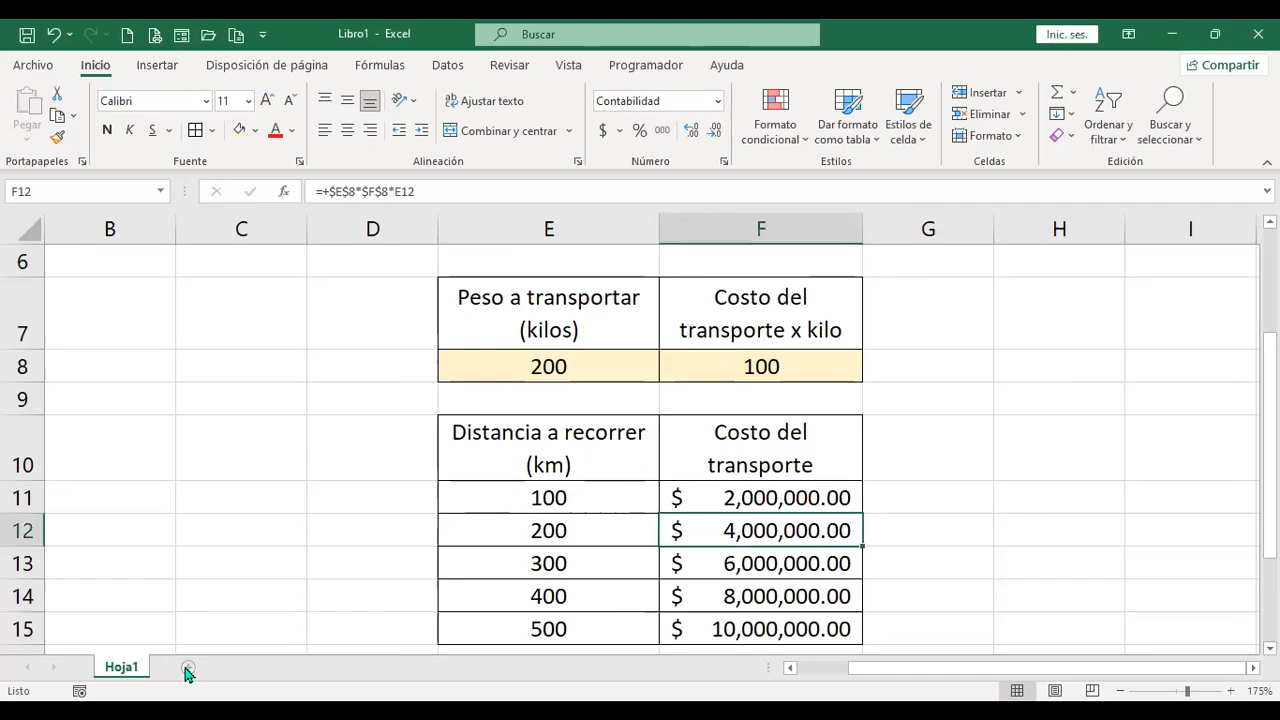 Libro1 - Excel
Buscar
Inic. ses.
Archivo Inicio Insertar Disposición de página Fórmulas Datos Revisar Vista Programador Ayuda
Compartir
Pegar
Portapapeles
Calibri 11
N K S
A
Fuente
Ajustar texto
Combinar y centrar
Alineación
Contabilidad
$ % 000
Número
Formato condicional
Dar formato como tabla
Estilos de celda
Estilos
Insertar
Eliminar
Formato
Celdas
Ordenar y filtrar
Buscar y seleccionar
Edición
F12 fx =+$E$8*$F$8*E12
B C D E F G H I
6
7 Peso a transportar (kilos) Costo del transporte x kilo
8 200 100
9
10 Distancia a recorrer (km) Costo del transporte
11 100 $ 2,000,000.00
12 200 $ 4,000,000.00
13 300 $ 6,000,000.00
14 400 $ 8,000,000.00
15 500 $ 10,000,000.00
Hoja1
Listo 175%